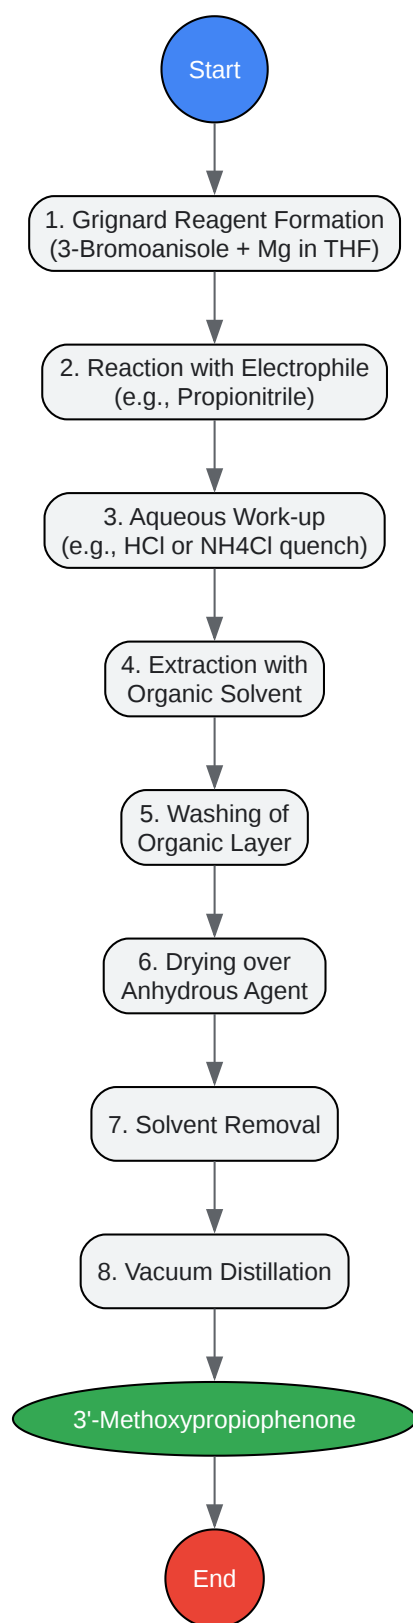 Start
1. Grignard Reagent Formation
(3-Bromoanisole + Mg in THF)
2. Reaction with Electrophile
(e.g., Propionitrile)
3. Aqueous Work-up
(e.g., HCl or NH4Cl quench)
4. Extraction with
Organic Solvent
5. Washing of
Organic Layer
6. Drying over
Anhydrous Agent
7. Solvent Removal
8. Vacuum Distillation
3'-Methoxypropiophenone
End